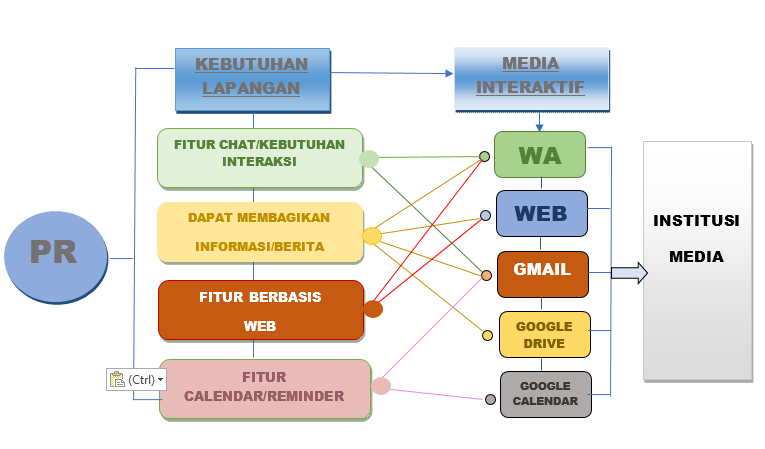 PR
KEBUTUHAN
LAPANGAN
FITUR CHAT/KEBUTUHAN
INTERAKSI
DAPAT MEMBAGIKAN
INFORMASI/BERITA
FITUR BERBASIS
WEB
FITUR
CALENDAR/REMINDER
(Ctrl)
MEDIA
INTERAKTIF
WA
WEB
GMAIL
GOOGLE
DRIVE
GOOGLE
CALENDAR
INSTITUSI
MEDIA